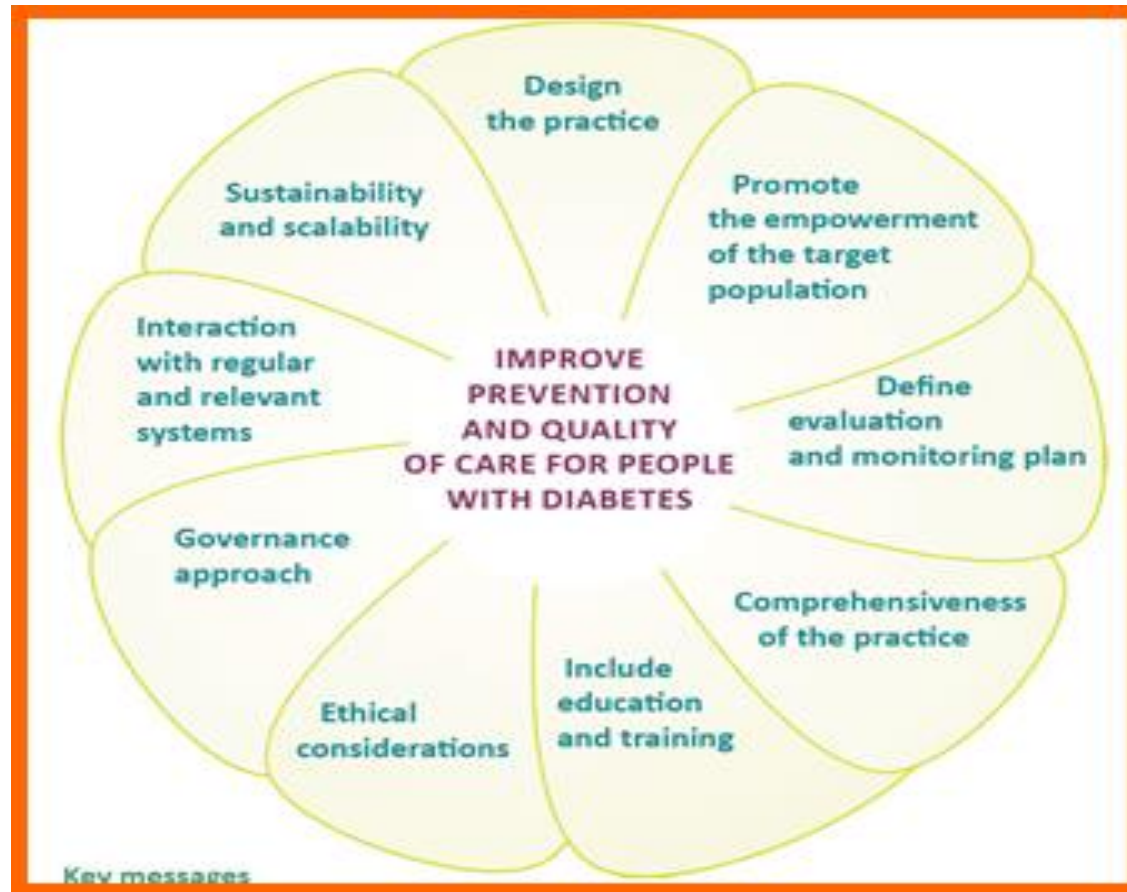 Design
the practice
Promote
the empowerment
of the target
population
Define
evaluation
and monitoring plan
Comprehensiveness
of the practice
Include
education
and training
Ethical
considerations
Governance
approach
Interaction
with regular
and relevant
systems
Sustainability
and scalability
IMPROVE
PREVENTION
AND QUALITY
OF CARE FOR PEOPLE
WITH DIABETES
Key messages